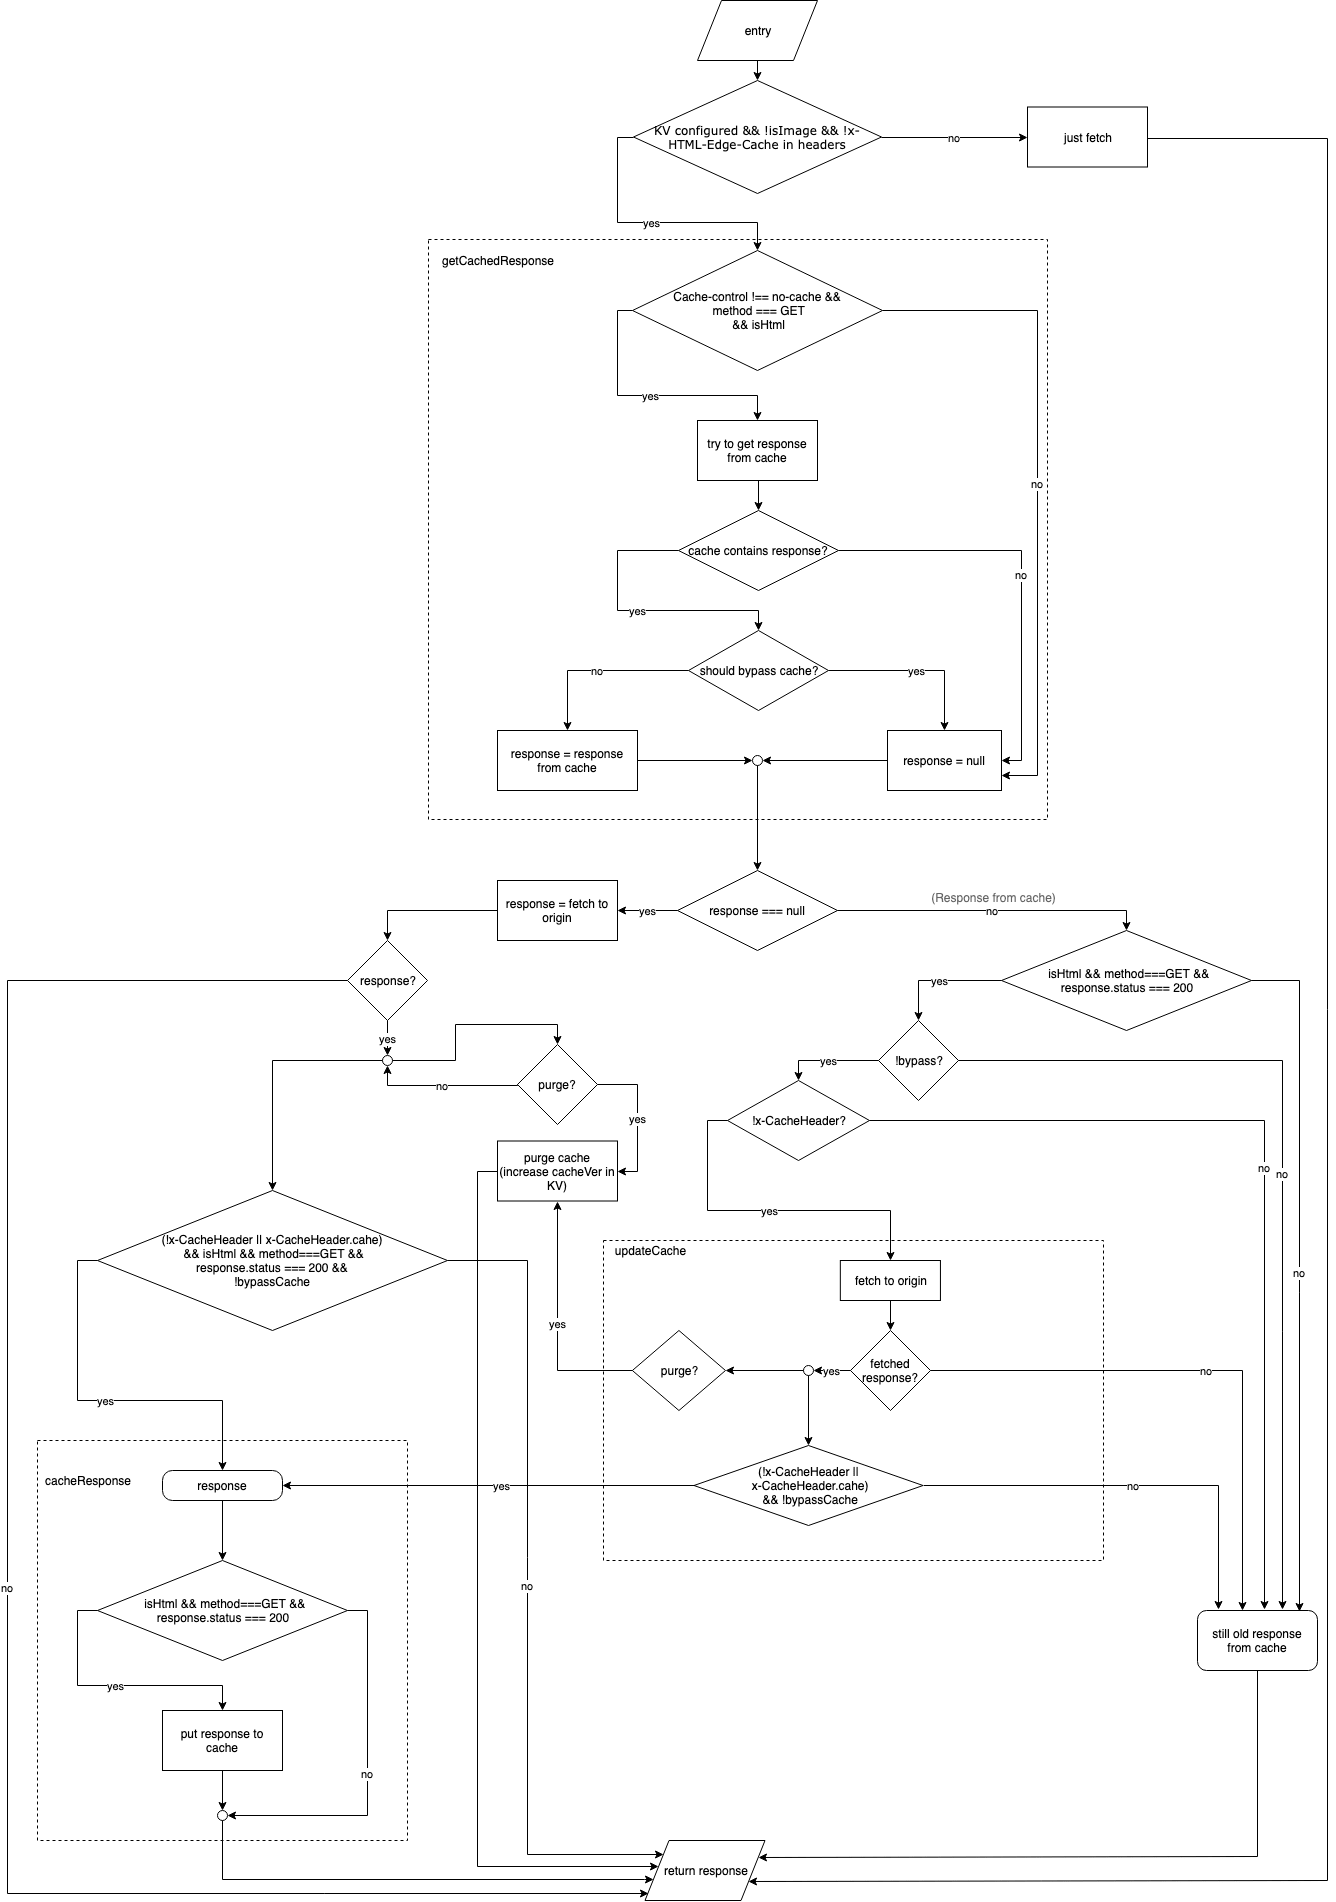 entry
KV configured && !isImage && !x-
HTML-Edge-Cache in headers
no
just fetch
yes
getCachedResponse
Cache-control !== no-cache &&
method === GET
&& isHtml
yes
try to get response
from cache
no
cache contains response?
no
yes
should bypass cache?
no
yes
response = response
from cache
response = null
response = fetch to
origin
yes
response === null
(Response from cache)
no
response?
isHtml && method===GET &&
response.status === 200
yes
yes
!bypass?
yes
purge?
no
yes
!x-CacheHeader?
purge cache
(increase cacheVer in
KV)
no
no
yes
(!x-CacheHeader || x-CacheHeader.cahe)
&& isHtml && method===GET &&
response.status === 200 &&
!bypassCache
updateCache
fetch to origin
no
yes
purge?
yes
fetched
response?
no
yes
cacheResponse
response
yes
(!x-CacheHeader ||
x-CacheHeader.cahe)
&& !bypassCache
no
no
no
isHtml && method===GET &&
response.status === 200
still old response
from cache
yes
put response to
cache
no
return response